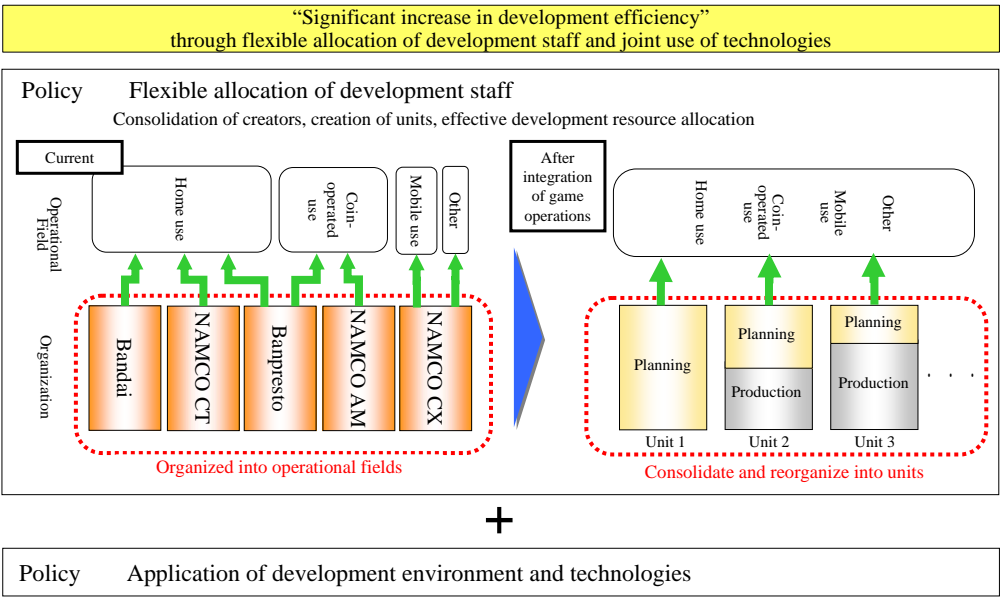 “Significant increase in development efficiency”
through flexible allocation of development staff and joint use of technologies
Policy Flexible allocation of development staff
Consolidation of creators, creation of units, effective development resource allocation
Current
Operational
Field
Home use
Coin-
operated
use
Mobile use
Other
Organization
Bandai
NAMCO CT
Banpresto
NAMCO AM
NAMCO CX
Organized into operational fields
After
integration
of game
operations
Home use
Coin-
operated
use
Mobile
use
Other
Planning
Planning
Production
Planning
Production
. . . .
Unit 1
Unit 2
Unit 3
Consolidate and reorganize into units
+
Policy Application of development environment and technologies